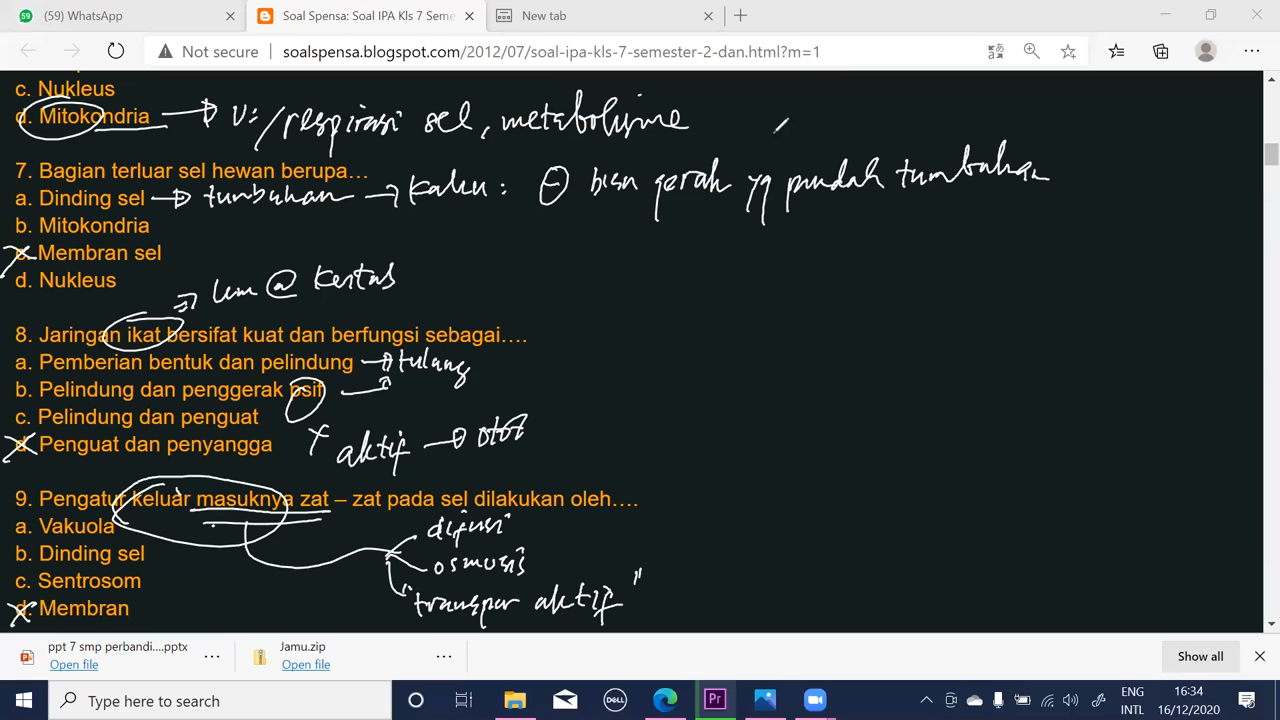 (59) WhatsApp
Soal Spensa: Soal IPA Kls 7 Seme
New tab
Not secure
soalspensa.blogspot.com/2012/07/soal-ipa-kls-7-semester-2-dan.html?m=1
c. Nukleus
d. Mitokondria → U:/respirasi sel, metabolisme
7. Bagian terluar sel hewan berupa…
a. Dinding sel → tumbuhan → Kaku : ⊖ bisa gerak yg pindah tumbuhan
b. Mitokondria
c. Membran sel
d. Nukleus
⇒ lem @ kertas
8. Jaringan ikat bersifat kuat dan berfungsi sebagai….
a. Pemberian bentuk dan pelindung → tulang
b. Pelindung dan penggerak psif
c. Pelindung dan penguat
d. Penguat dan penyangga
aktif → otot
9. Pengatur keluar masuknya zat – zat pada sel dilakukan oleh….
a. Vakuola
difusi
b. Dinding sel
osmosis
c. Sentrosom
"transpor aktif"
d. Membran
ppt 7 smp perbandi....pptx
Open file
Jamu.zip
Open file
Show all
Type here to search
DELL
Pr
ENG
INTL
16:34
16/12/2020